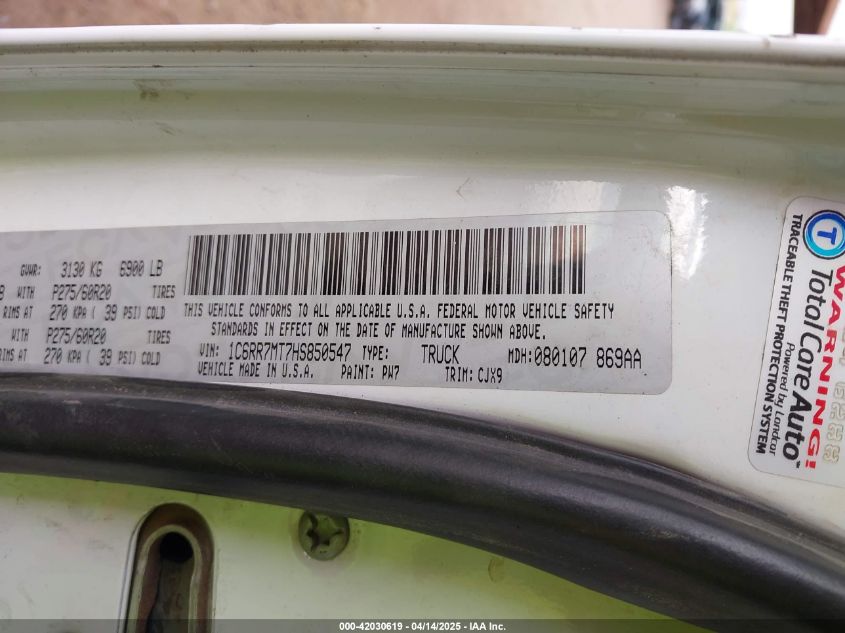 GVWR: 3130 KG 6900 LB
WITH P275/60R20 TIRES
RIMS AT 270 KPA ( 39 PSI) COLD
WITH P275/60R20 TIRES
RIMS AT 270 KPA ( 39 PSI) COLD
THIS VEHICLE CONFORMS TO ALL APPLICABLE U.S.A. FEDERAL MOTOR VEHICLE SAFETY
STANDARDS IN EFFECT ON THE DATE OF MANUFACTURE SHOWN ABOVE.
VIN: 1C6RR7MT7HS850547 TYPE: TRUCK MDH:080107 869AA
VEHICLE MADE IN U.S.A. PAINT: PW7 TRIM: CJX9
WARNING!
T TotalCareAuto™
Powered by Landcar
TRACEABLE THEFT PROTECTION SYSTEM
000-42030619 - 04/14/2025 - IAA Inc.